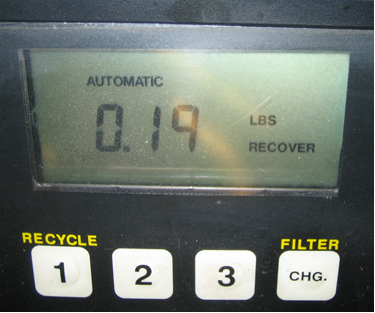 AUTOMATIC
0.19 LBS
RECOVER
RECYCLE FILTER
1 2 3 CHG.